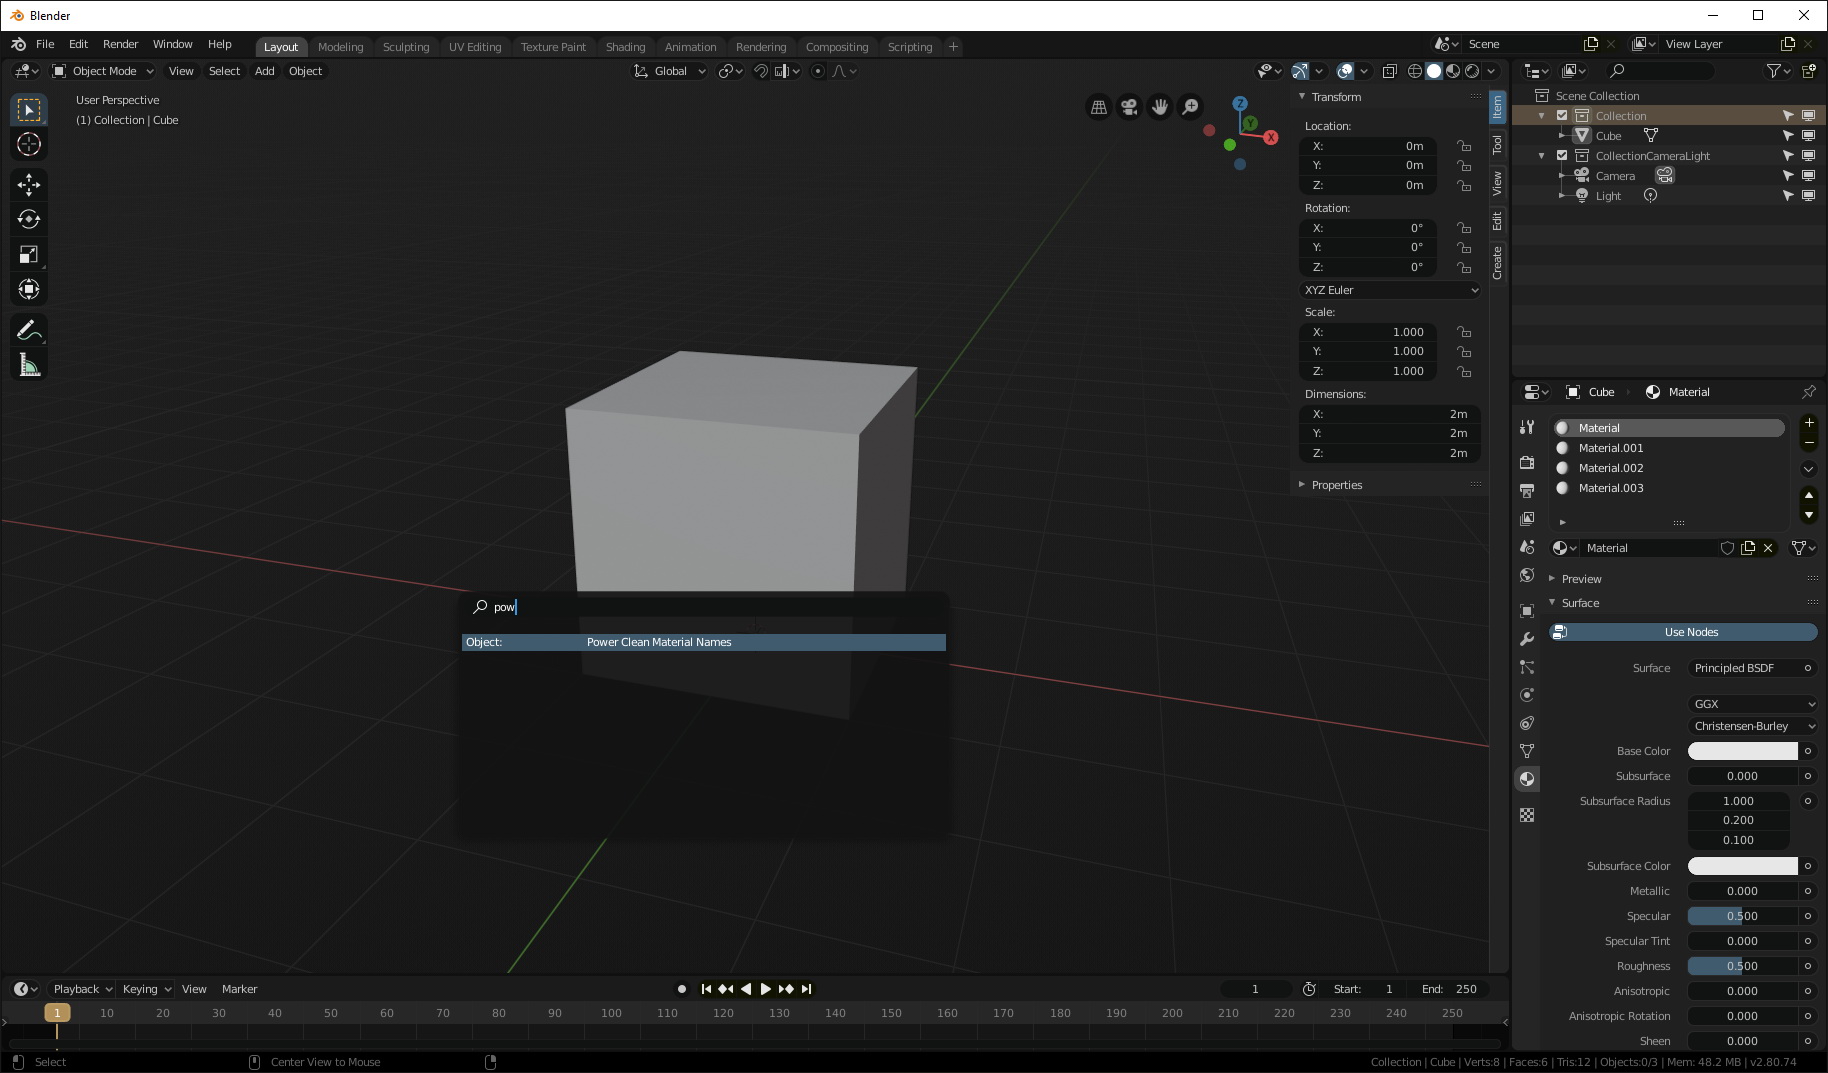 Blender
File Edit Render Window Help
Layout Modeling Sculpting UV Editing Texture Paint Shading Animation Rendering Compositing Scripting +
Scene
View Layer
Object Mode View Select Add Object
Global
User Perspective
(1) Collection | Cube
Z
Y
X
Transform
Location:
X: 0m
Y: 0m
Z: 0m
Rotation:
X: 0°
Y: 0°
Z: 0°
XYZ Euler
Scale:
X: 1.000
Y: 1.000
Z: 1.000
Dimensions:
X: 2m
Y: 2m
Z: 2m
Properties
Item
Tool
View
Edit
Create
Scene Collection
Collection
Cube
CollectionCameraLight
Camera
Light
Cube Material
Material
Material.001
Material.002
Material.003
Material
Preview
Surface
Use Nodes
Surface Principled BSDF
GGX
Christensen-Burley
Base Color
Subsurface 0.000
Subsurface Radius 1.000
0.200
0.100
Subsurface Color
Metallic 0.000
Specular 0.500
Specular Tint 0.000
Roughness 0.500
Anisotropic 0.000
Anisotropic Rotation 0.000
Sheen 0.000
pow
Object: Power Clean Material Names
Playback Keying View Marker
1 Start: 1 End: 250
1 10 20 30 40 50 60 70 80 90 100 110 120 130 140 150 160 170 180 190 200 210 220 230 240 250
Select Center View to Mouse
Collection | Cube | Verts:8 | Faces:6 | Tris:12 | Objects:0/3 | Mem: 48.2 MB | v2.80.74